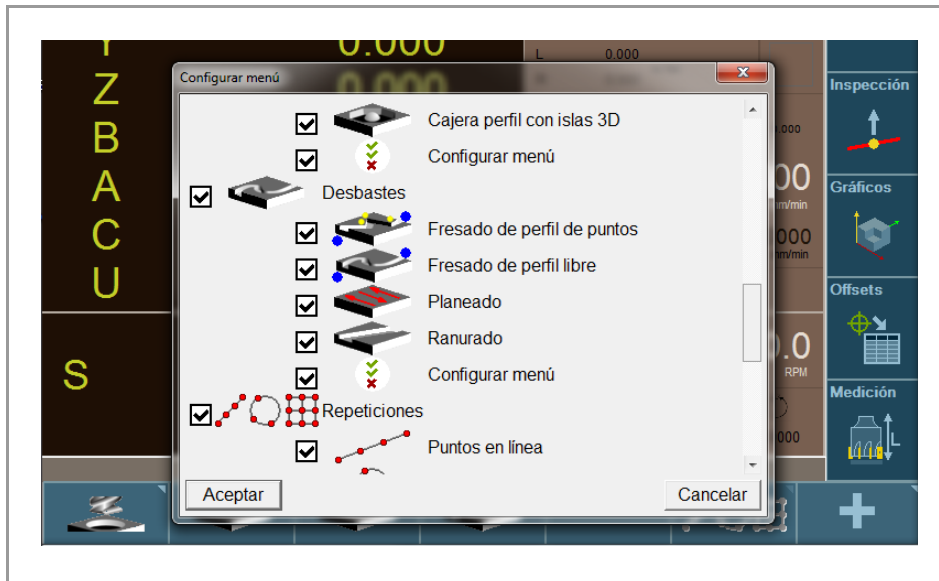 Y 0.000
L 0.000
Configurar menú
Z 0.000
Inspección
B
Cajera perfil con islas 3D
.000
Configurar menú
A
Desbastes
00
mm/min
Gráficos
C
Fresado de perfil de puntos
000
mm/min
Fresado de perfil libre
U
Planeado
Offsets
Ranurado
.0
RPM
S
Configurar menú
Medición
Repeticiones
Puntos en línea
000
L
Aceptar
Cancelar